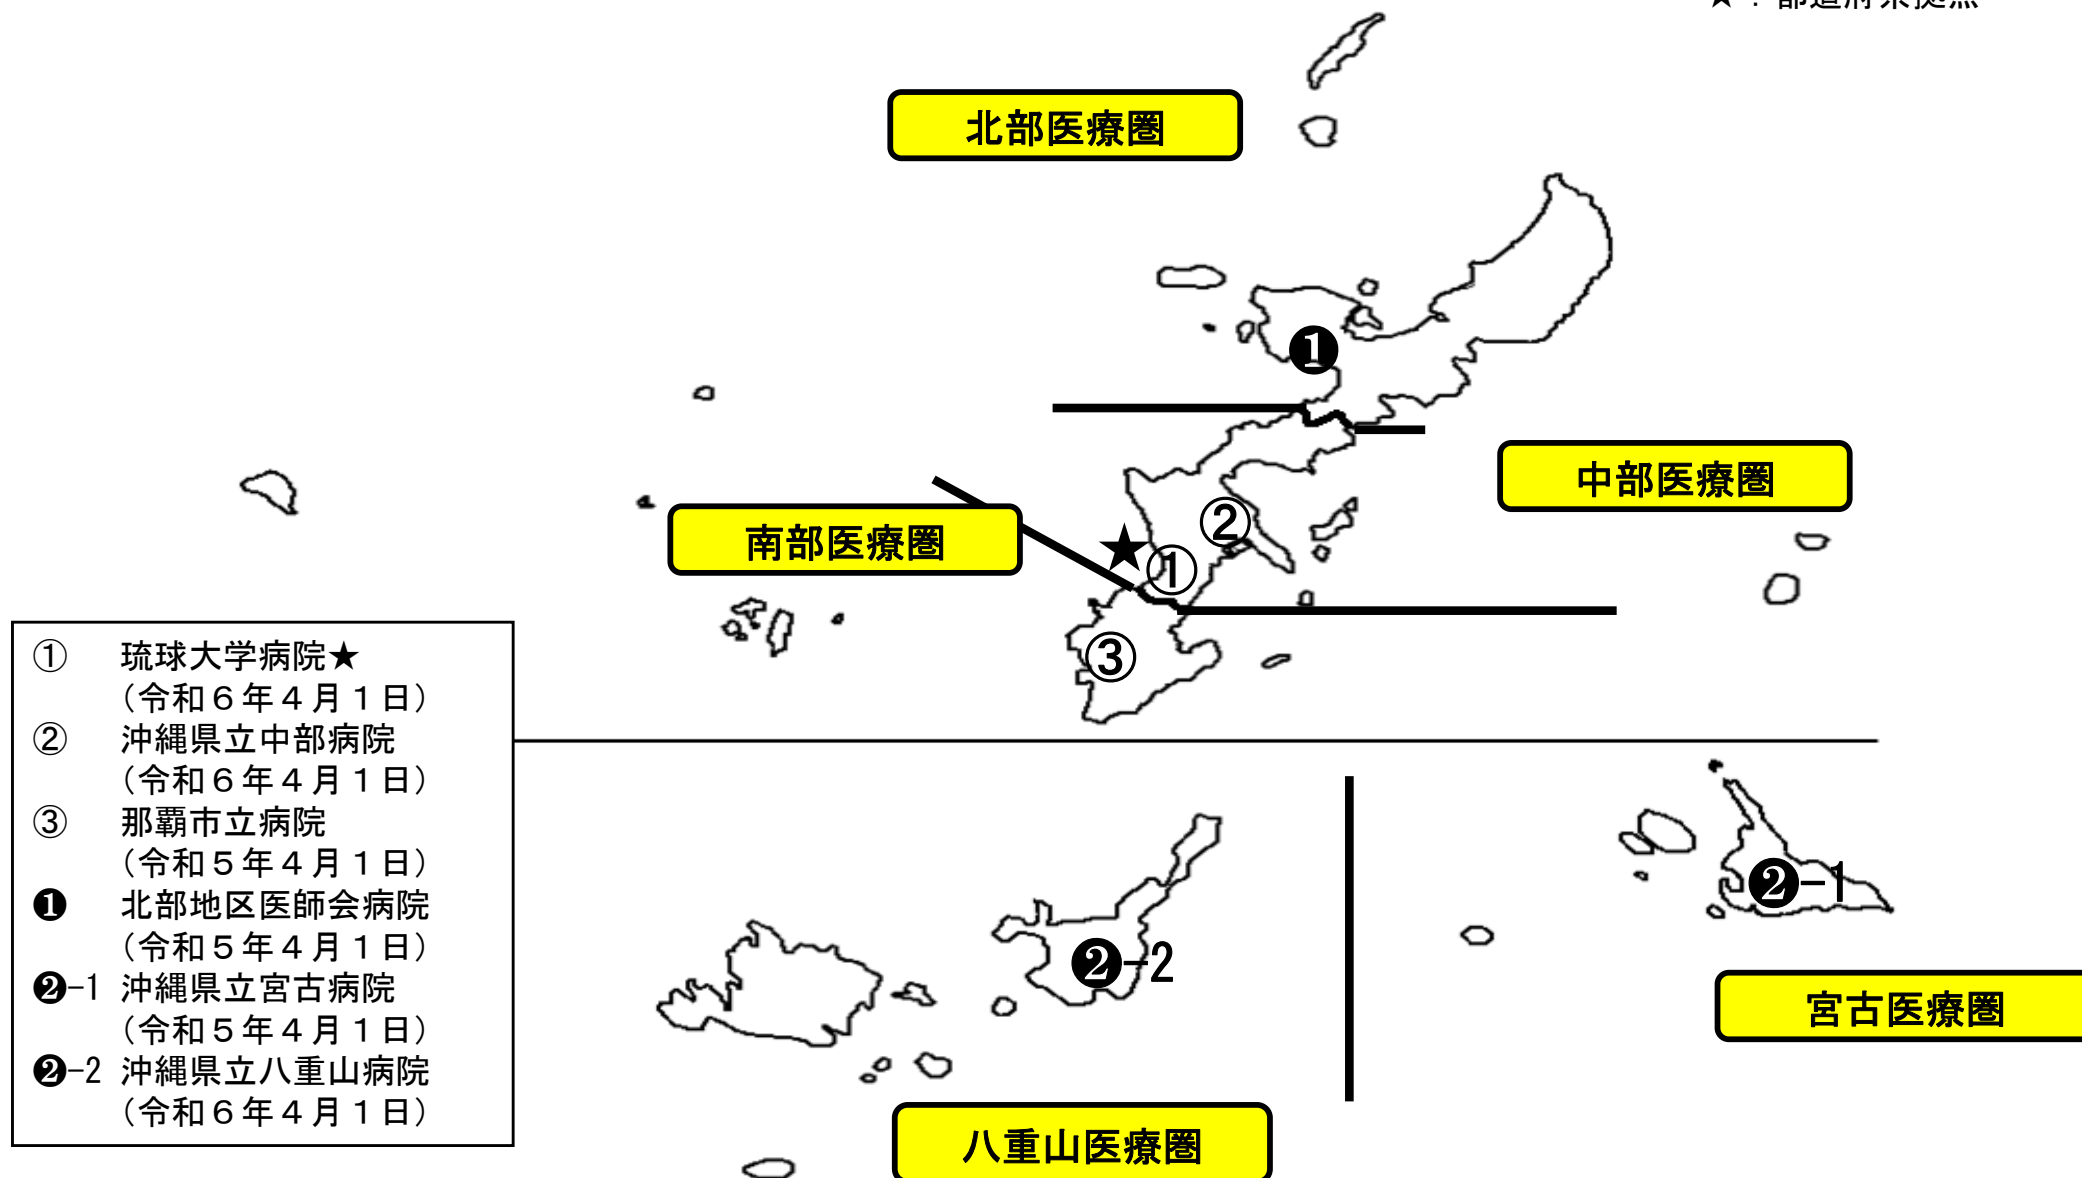 ★：都道府県拠点
北部医療圏
中部医療圏
南部医療圏
❶
②
★
①
③
① 琉球大学病院★
（令和６年４月１日）
② 沖縄県立中部病院
（令和６年４月１日）
③ 那覇市立病院
（令和５年４月１日）
❶ 北部地区医師会病院
（令和５年４月１日）
❷-1 沖縄県立宮古病院
（令和５年４月１日）
❷-2 沖縄県立八重山病院
（令和６年４月１日）
❷-1
❷-2
宮古医療圏
八重山医療圏